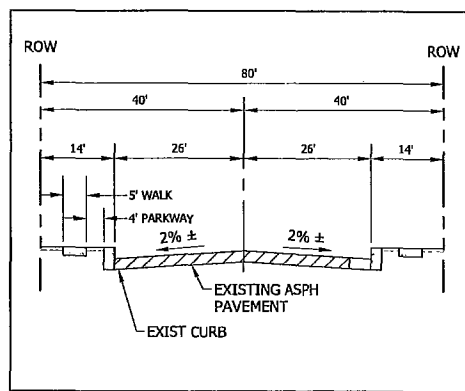 ROW
ROW
80'
40'
40'
14'
26'
26'
14'
5' WALK
4' PARKWAY
2% ±
2% ±
EXISTING ASPH
PAVEMENT
EXIST CURB